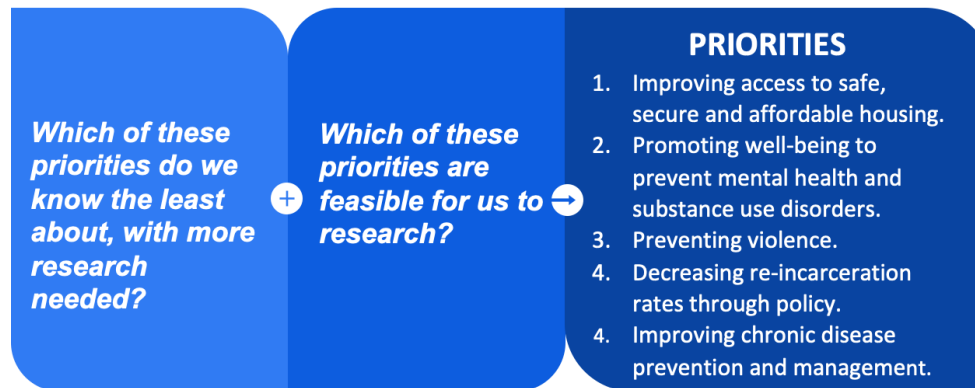 Which of these
priorities do we
know the least
about, with more
research
needed?
+
Which of these
priorities are
feasible for us to
research?
→
PRIORITIES
1. Improving access to safe,
secure and affordable housing.
2. Promoting well-being to
prevent mental health and
substance use disorders.
3. Preventing violence.
4. Decreasing re-incarceration
rates through policy.
4. Improving chronic disease
prevention and management.